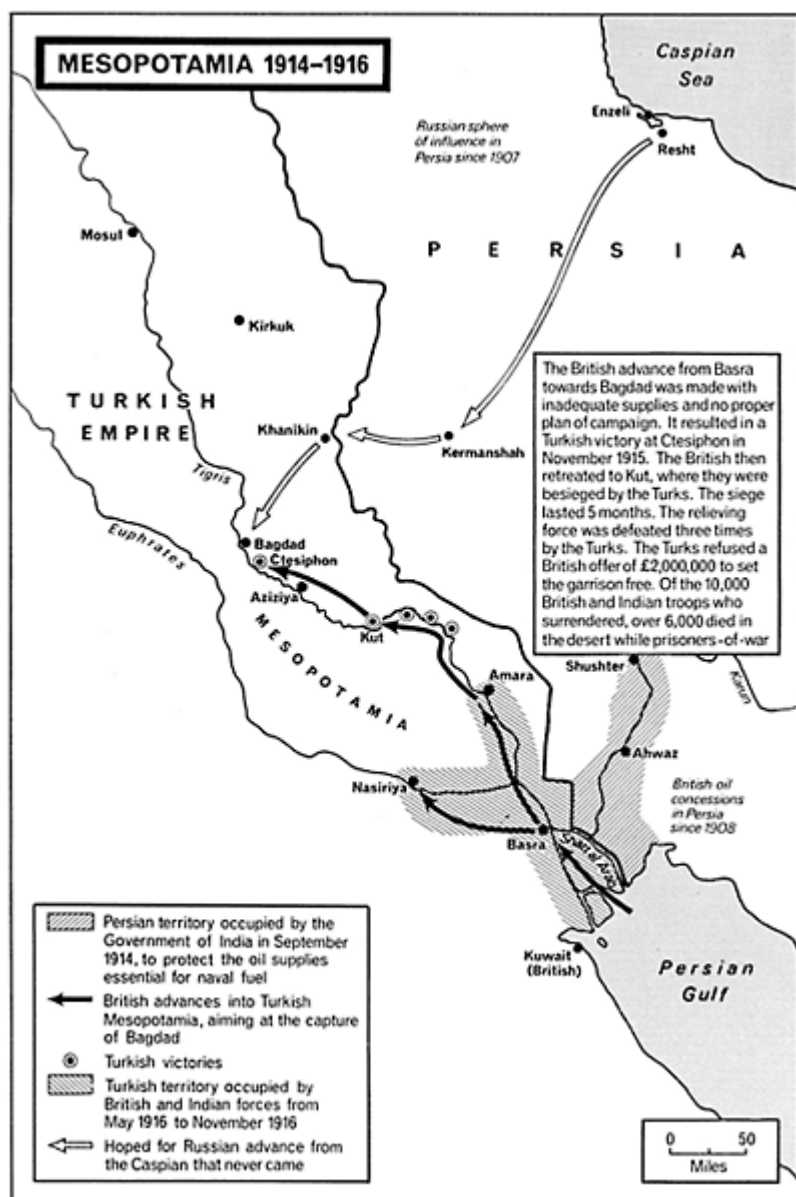 MESOPOTAMIA 1914–1916
Caspian
Sea
Enzeli
Resht
Russian sphere
of influence in
Persia since 1907
Mosul
PERSIA
Kirkuk
TURKISH
EMPIRE
Khanikin
Kermanshah
The British advance from Basra
towards Bagdad was made with
inadequate supplies and no proper
plan of campaign. It resulted in a
Turkish victory at Ctesiphon in
November 1915. The British then
retreated to Kut, where they were
besieged by the Turks. The siege
lasted 5 months. The relieving
force was defeated three times
by the Turks. The Turks refused a
British offer of £2,000,000 to set
the garrison free. Of the 10,000
British and Indian troops who
surrendered, over 6,000 died in
the desert while prisoners-of-war
Tigris
Euphrates
Bagdad
Ctesiphon
Aziziya
Kut
MESOPOTAMIA
Shushter
Karun
Amara
Ahwaz
Nasiriya
British oil
concessions
in Persia
since 1908
Basra
Shatt al Arab
Kuwait
(British)
Persian
Gulf
Persian territory occupied by the
Government of India in September
1914, to protect the oil supplies
essential for naval fuel
British advances into Turkish
Mesopotamia, aiming at the capture
of Bagdad
Turkish victories
Turkish territory occupied by
British and Indian forces from
May 1916 to November 1916
Hoped for Russian advance from
the Caspian that never came
0 50
Miles